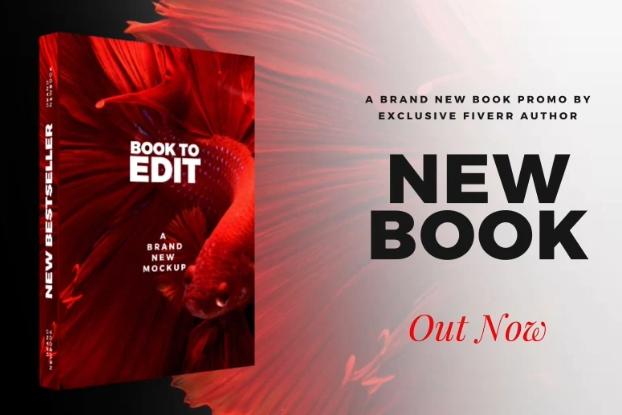 NEW BESTSELLER
BOOK TO
EDIT
A
BRAND
NEW
MOCKUP
A BRAND NEW BOOK PROMO BY
EXCLUSIVE FIVERR AUTHOR
NEW
BOOK
Out Now